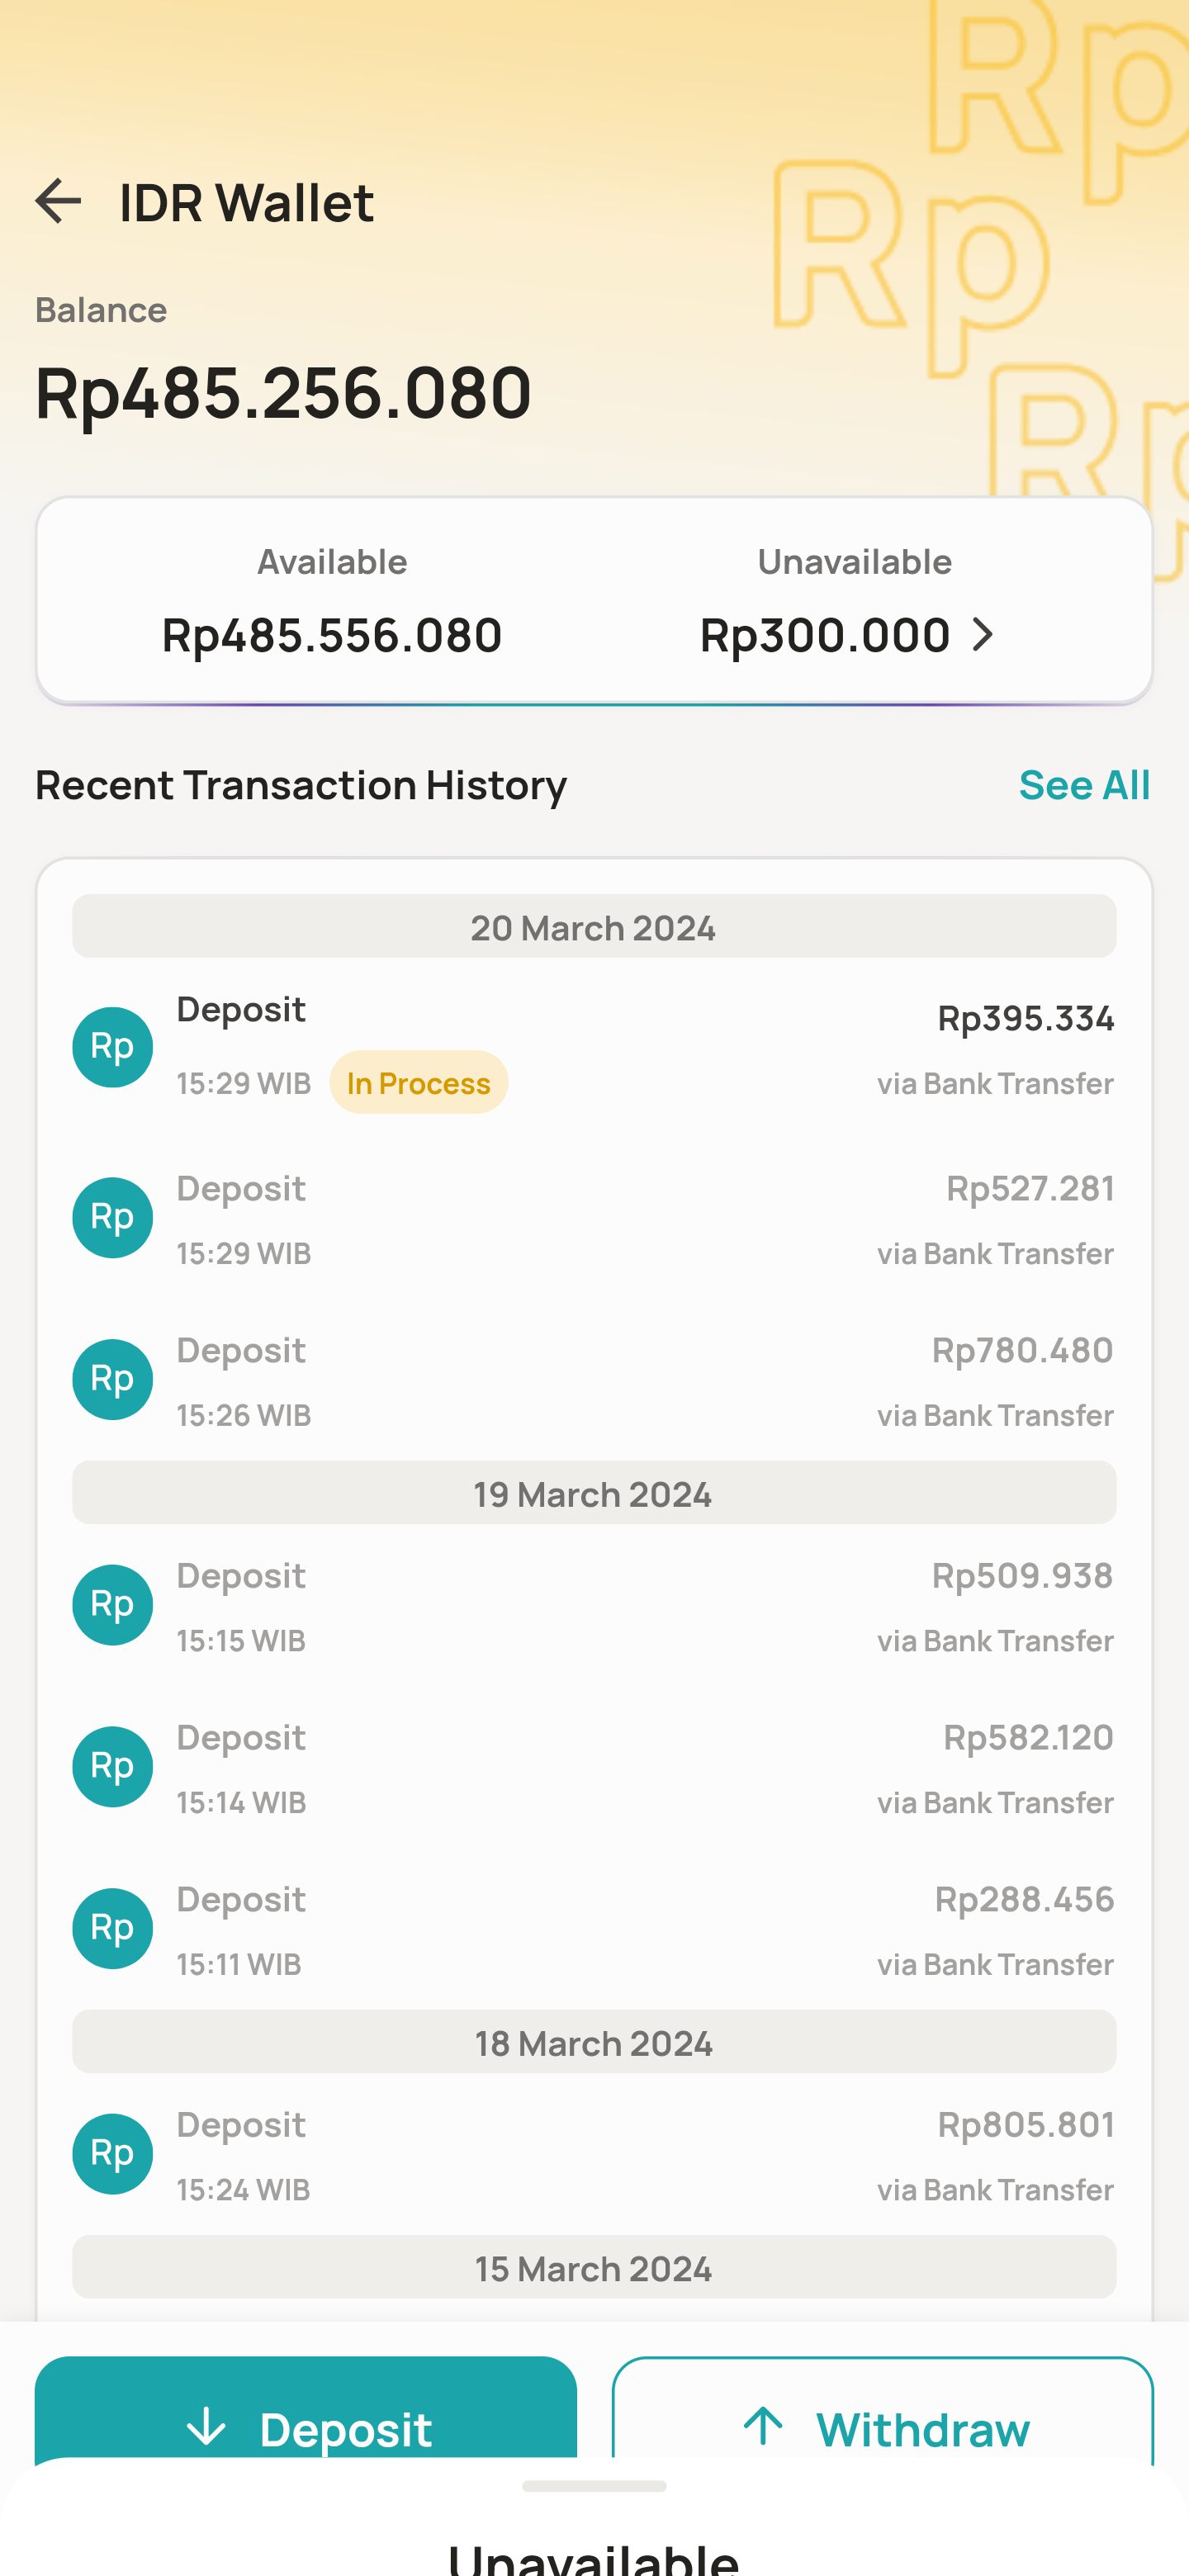 Rp
Rp
Rp
IDR Wallet
Balance
Rp485.256.080
Available
Unavailable
Rp485.556.080
Rp300.000
Recent Transaction History
See All
20 March 2024
Rp
Deposit
Rp395.334
15:29 WIB
In Process
via Bank Transfer
Rp
Deposit
Rp527.281
15:29 WIB
via Bank Transfer
Rp
Deposit
Rp780.480
15:26 WIB
via Bank Transfer
19 March 2024
Rp
Deposit
Rp509.938
15:15 WIB
via Bank Transfer
Rp
Deposit
Rp582.120
15:14 WIB
via Bank Transfer
Rp
Deposit
Rp288.456
15:11 WIB
via Bank Transfer
18 March 2024
Rp
Deposit
Rp805.801
15:24 WIB
via Bank Transfer
15 March 2024
Deposit
Withdraw
Unavailable